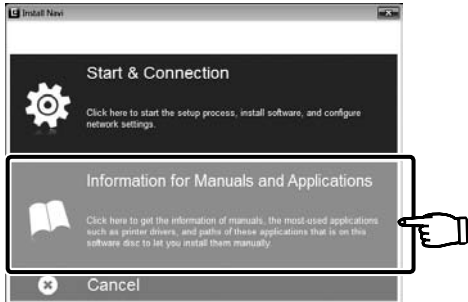 Install Navi
Start & Connection
Click here to start the setup process, install software, and configure
network settings.
Information for Manuals and Applications
Click here to get the information of manuals, the most-used applications
such as printer drivers, and paths of these applications that is on this
software disc to let you install them manually.
Cancel